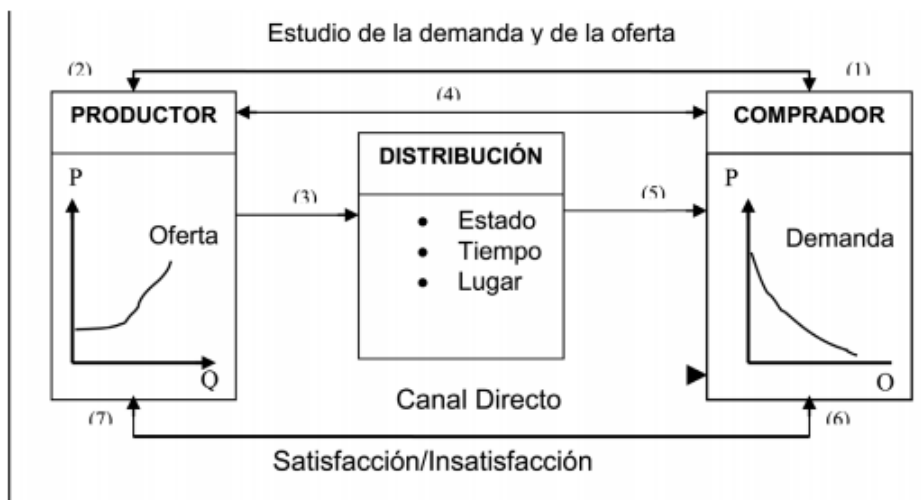 Estudio de la demanda y de la oferta
(2)
(1)
(4)
PRODUCTOR
COMPRADOR
DISTRIBUCIÓN
P
P
(3)
(5)
Oferta
• Estado
• Tiempo
• Lugar
Demanda
Q
O
Canal Directo
(7)
(6)
Satisfacción/Insatisfacción